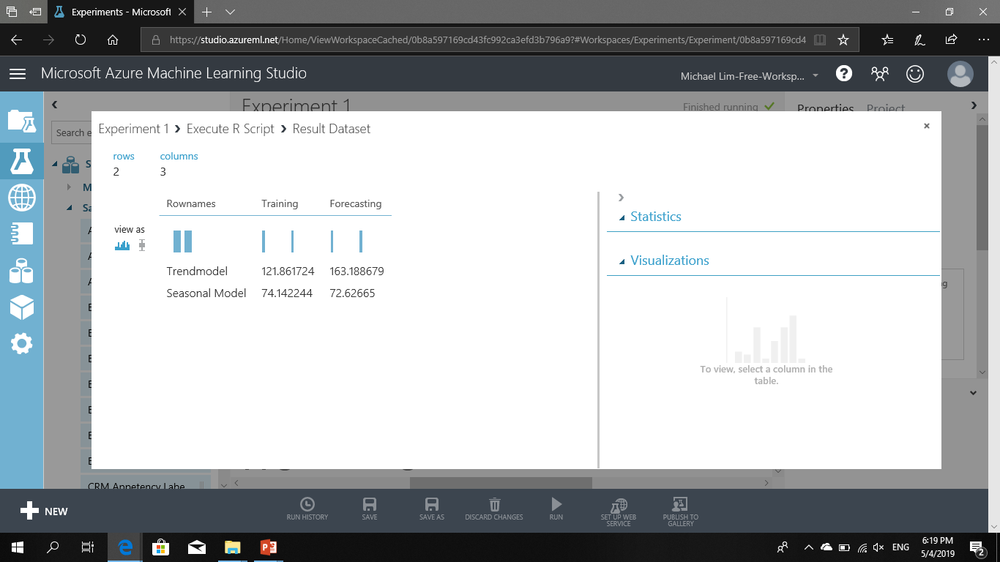 Experiments - Microsoft
https://studio.azureml.net/Home/ViewWorkspaceCached/0b8a597169cd43fc992ca3efd3b796a9?#Workspaces/Experiments/Experiment/0b8a597169cd4
Microsoft Azure Machine Learning Studio
Michael Lim-Free-Worksp...
Experiment 1
Finished running
Properties Project
Search e
Experiment 1 Execute R Script Result Dataset
rows columns
2 3
Rownames Training Forecasting
view as
Trendmodel 121.861724 163.188679
Seasonal Model 74.142244 72.62665
Statistics
Visualizations
To view, select a column in the
table.
CRM Appetency Labe
NEW
RUN HISTORY
SAVE
SAVE AS
DISCARD CHANGES
RUN
SET UP WEB
SERVICE
PUBLISH TO
GALLERY
ENG
6:19 PM
5/4/2019
2